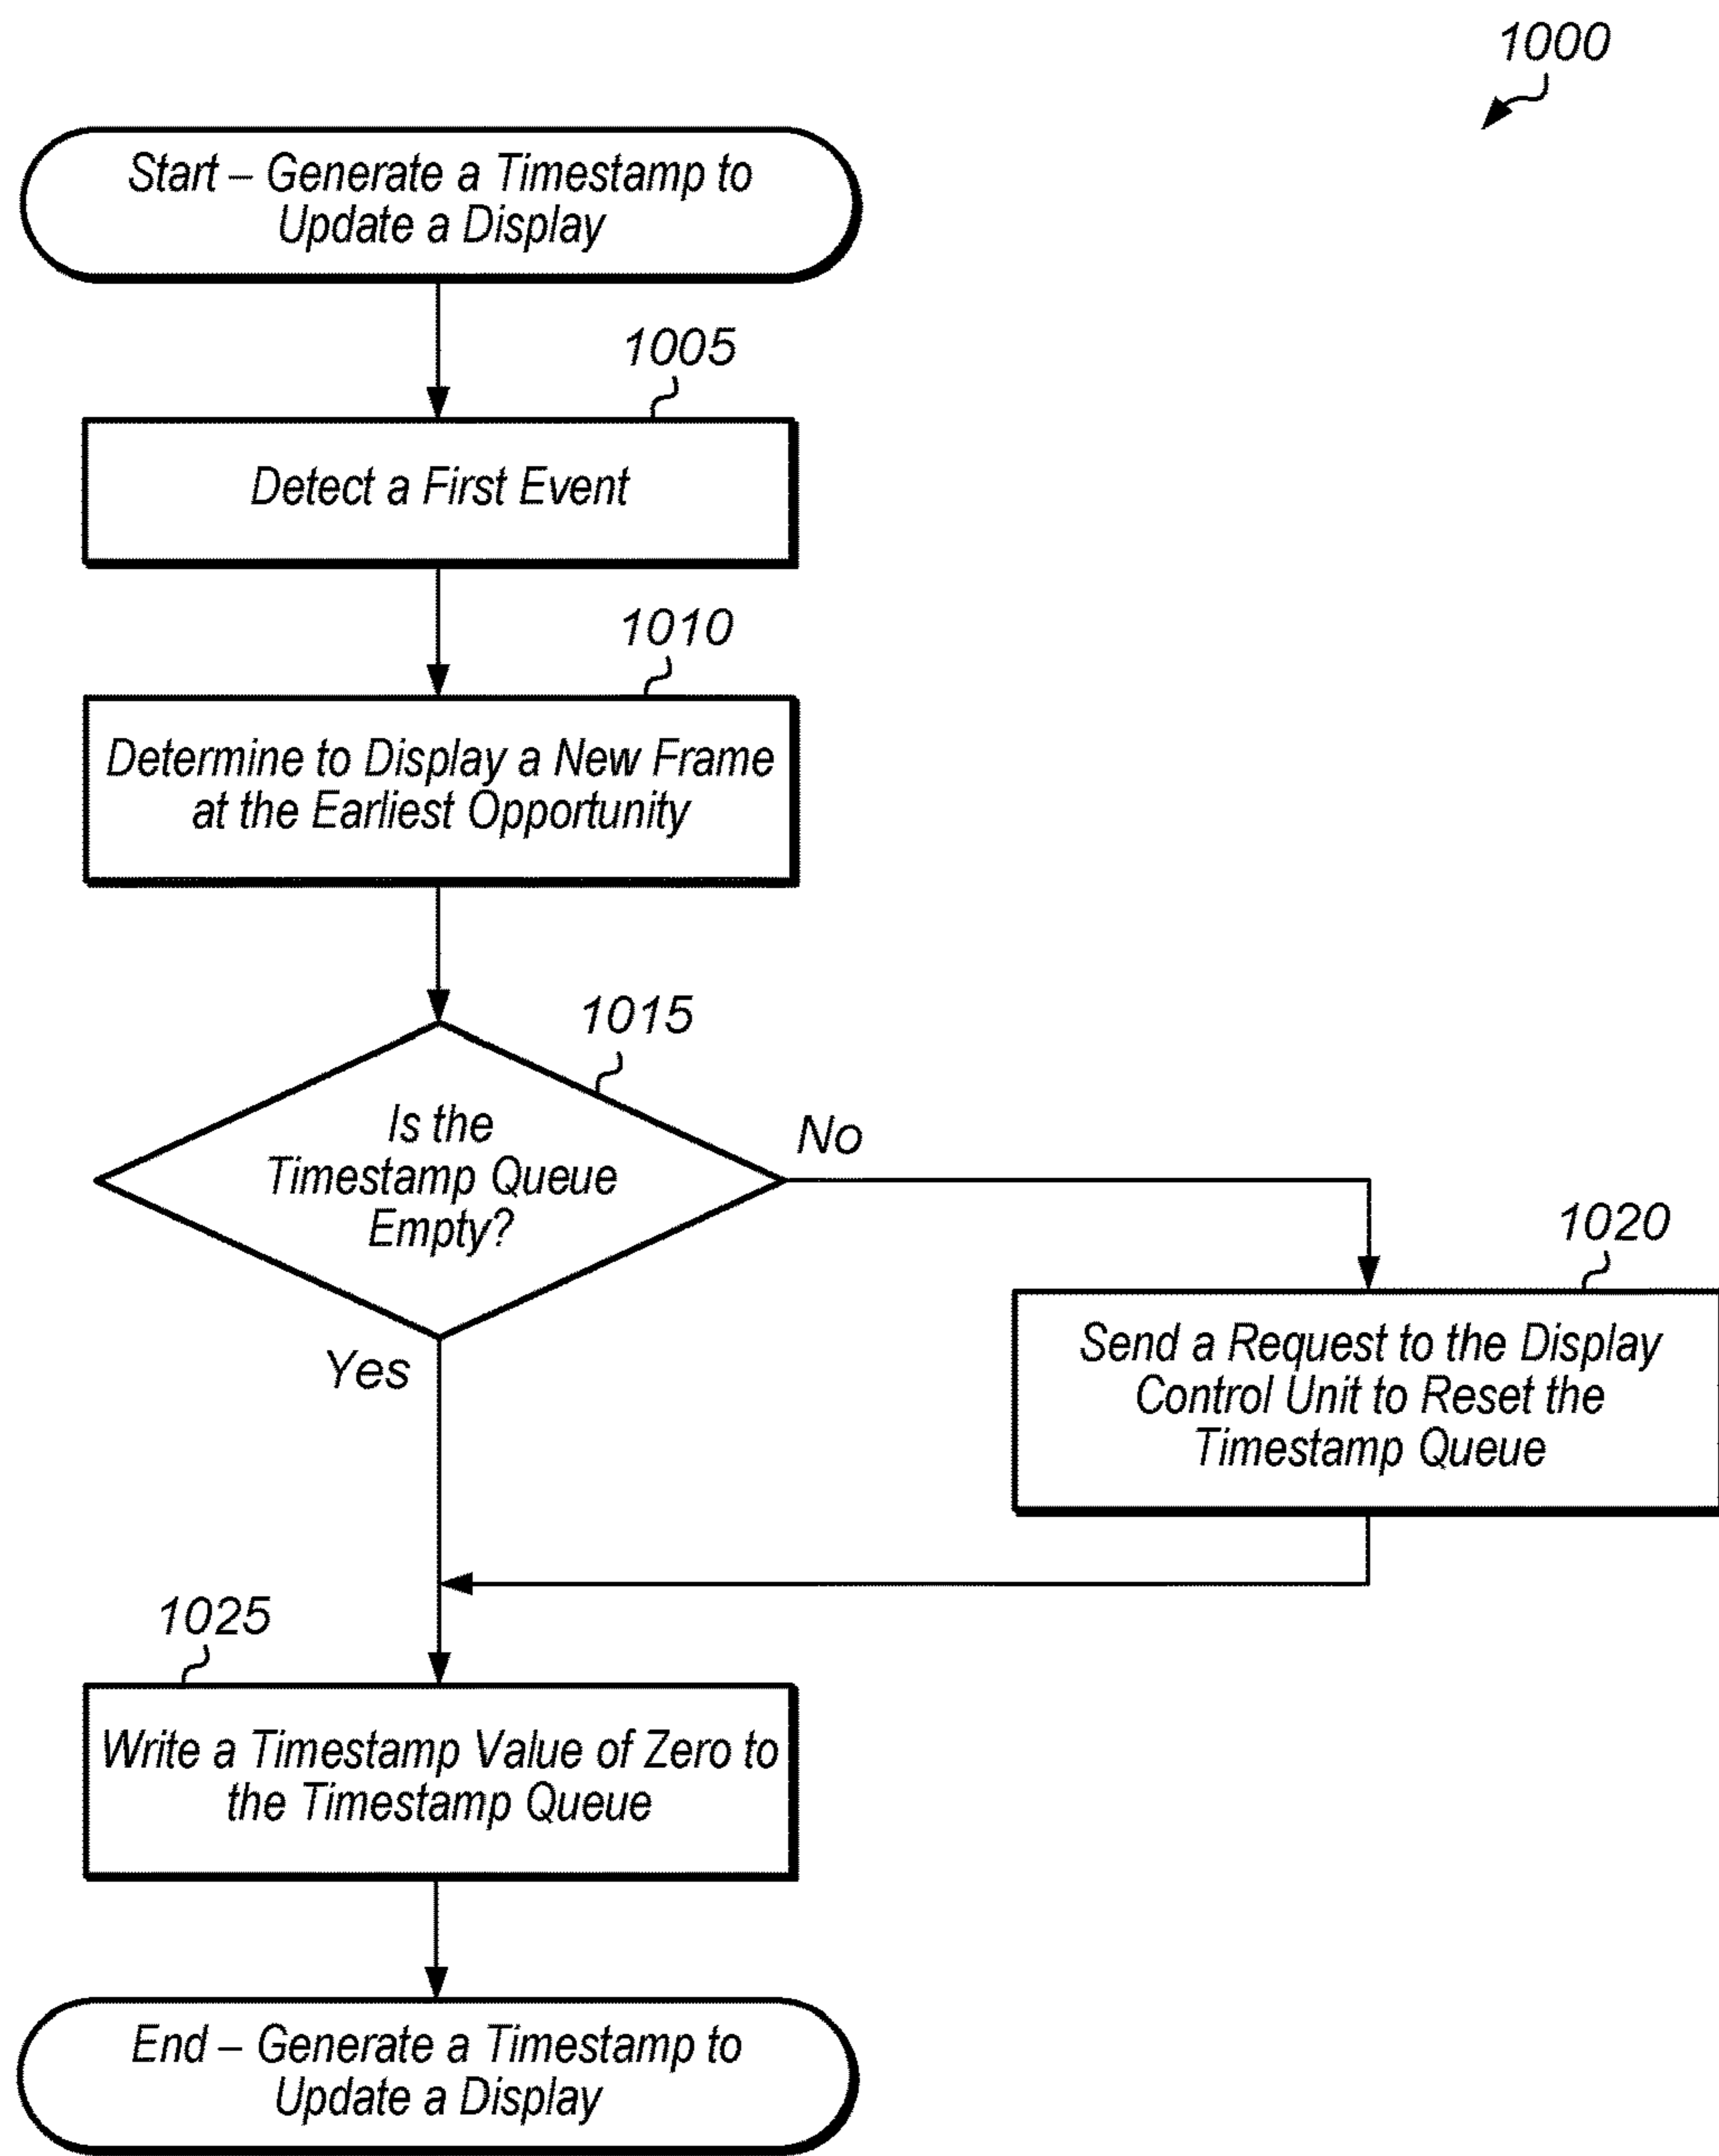 1000
Start – Generate a Timestamp to
Update a Display
1005
Detect a First Event
1010
Determine to Display a New Frame
at the Earliest Opportunity
1015
Is the
Timestamp Queue
Empty?
No
Yes
1020
Send a Request to the Display
Control Unit to Reset the
Timestamp Queue
1025
Write a Timestamp Value of Zero to
the Timestamp Queue
End – Generate a Timestamp to
Update a Display